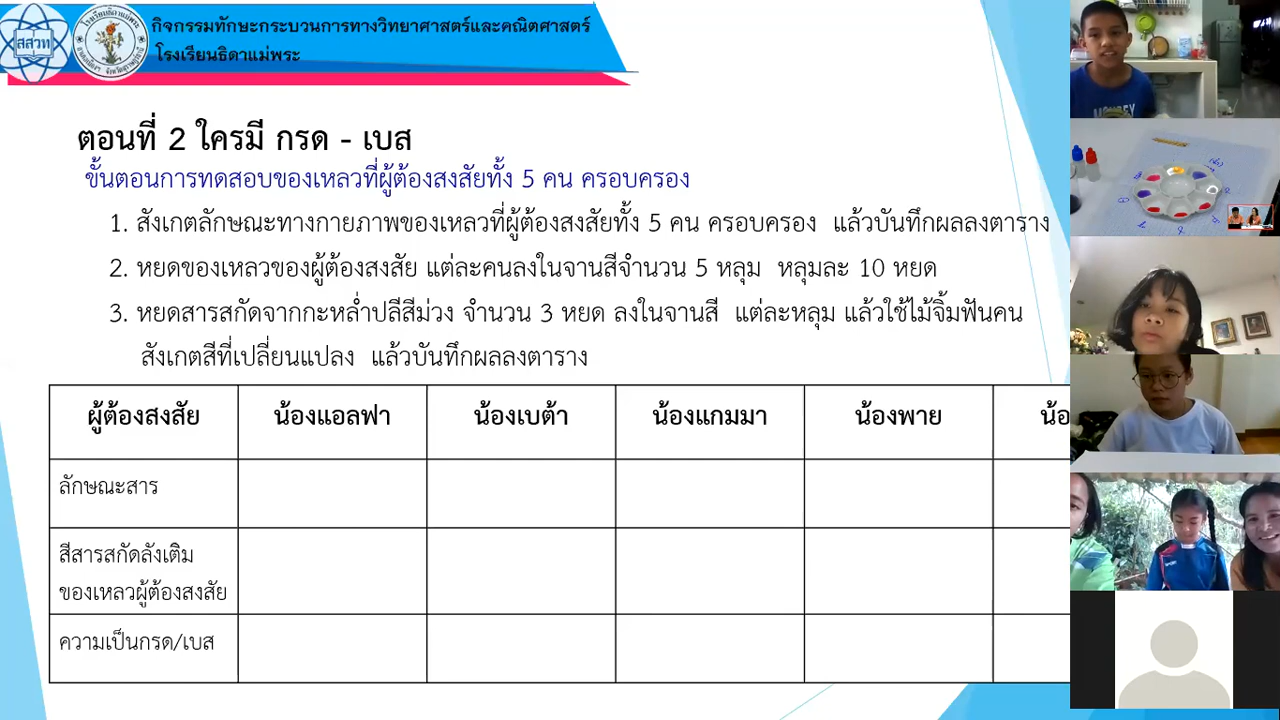 สสวท
กิจกรรมทักษะกระบวนการทางวิทยาศาสตร์และคณิตศาสตร์
โรงเรียนธิดาแม่พระ
ตอนที่ 2 ใครมี กรด - เบส
ขั้นตอนการทดสอบของเหลวที่ผู้ต้องสงสัยทั้ง 5 คน ครอบครอง
1. สังเกตลักษณะทางกายภาพของเหลวที่ผู้ต้องสงสัยทั้ง 5 คน ครอบครอง แล้วบันทึกผลลงตาราง
2. หยดของเหลวของผู้ต้องสงสัย แต่ละคนลงในจานสีจำนวน 5 หลุม หลุมละ 10 หยด
3. หยดสารสกัดจากกะหล่ำปลีสีม่วง จำนวน 3 หยด ลงในจานสี แต่ละหลุม แล้วใช้ไม้จิ้มฟันคน
สังเกตสีที่เปลี่ยนแปลง แล้วบันทึกผลลงตาราง
ผู้ต้องสงสัย น้องแอลฟา น้องเบต้า น้องแกมมา น้องพาย น้อ
ลักษณะสาร
สีสารสกัดลังเติม
ของเหลวผู้ต้องสงสัย
ความเป็นกรด/เบส